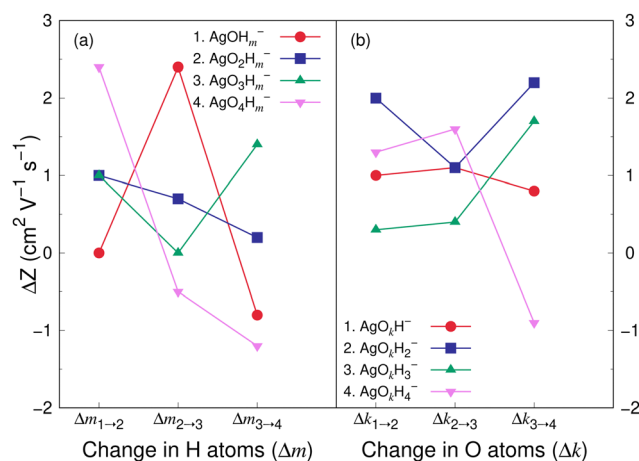 3
2
1
0
−1
−2
ΔZ (cm² V⁻¹ s⁻¹)
(a)
1. AgOHₘ⁻
2. AgO₂Hₘ⁻
3. AgO₃Hₘ⁻
4. AgO₄Hₘ⁻
Δm₁→₂ Δm₂→₃ Δm₃→₄
Change in H atoms (Δm)
(b)
1. AgOₖH⁻
2. AgOₖH₂⁻
3. AgOₖH₃⁻
4. AgOₖH₄⁻
Δk₁→₂ Δk₂→₃ Δk₃→₄
Change in O atoms (Δk)
3
2
1
0
−1
−2